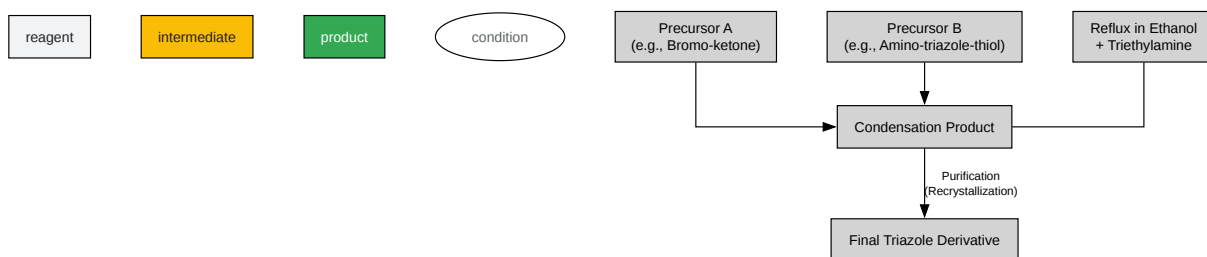 reagent
intermediate
product
condition
Precursor A
(e.g., Bromo-ketone)
Precursor B
(e.g., Amino-triazole-thiol)
Reflux in Ethanol
+ Triethylamine
Condensation Product
Purification
(Recrystallization)
Final Triazole Derivative